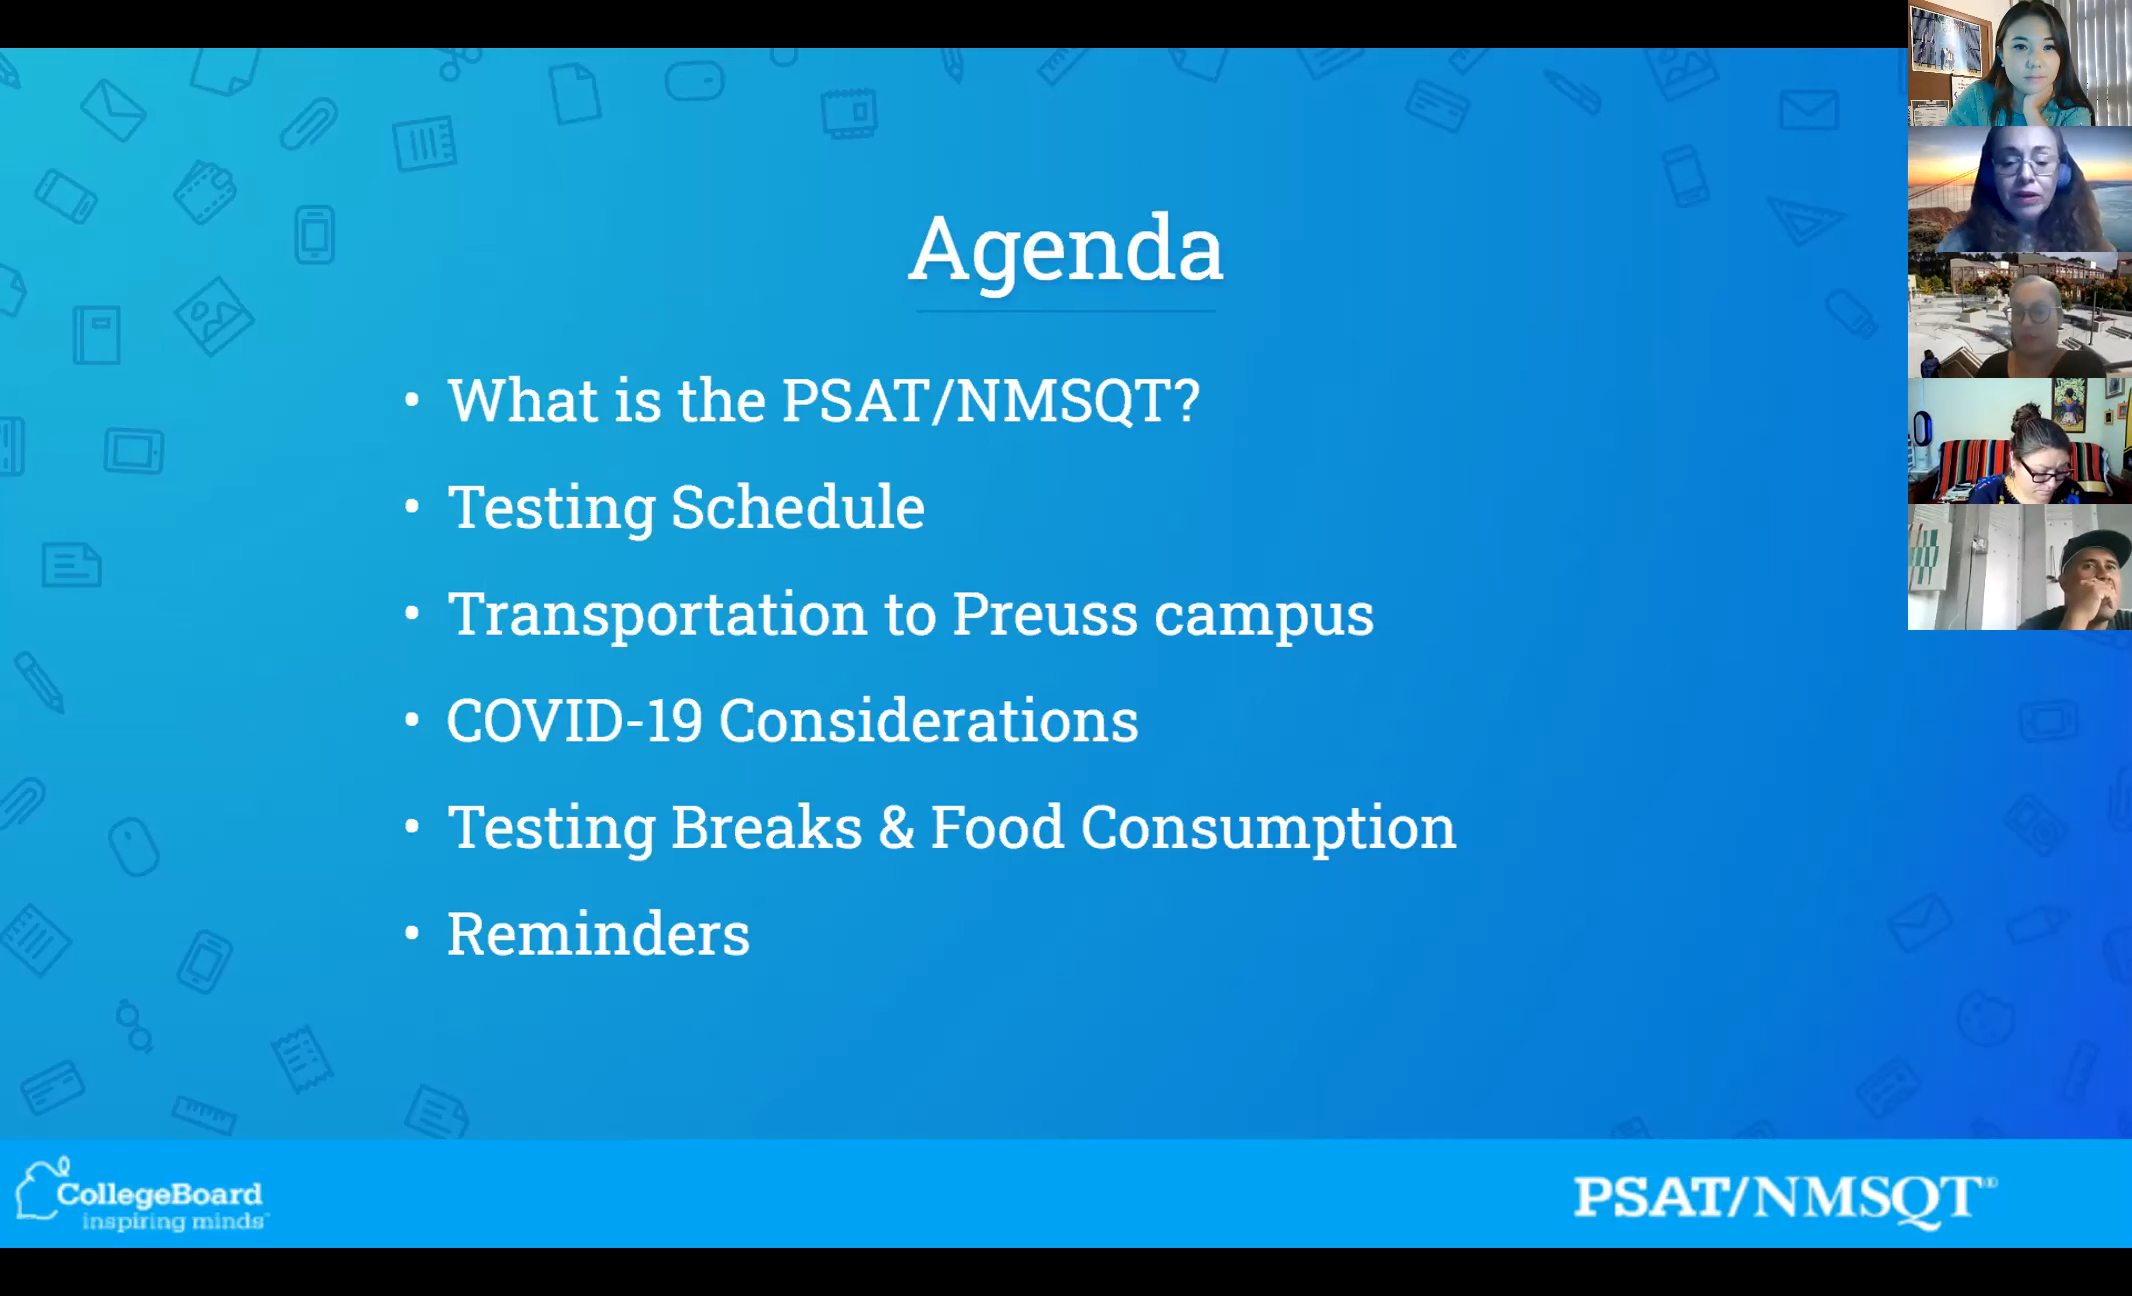 Agenda
• What is the PSAT/NMSQT?
• Testing Schedule
• Transportation to Preuss campus
• COVID-19 Considerations
• Testing Breaks & Food Consumption
• Reminders
CollegeBoard
inspiring minds™
PSAT/NMSQT®